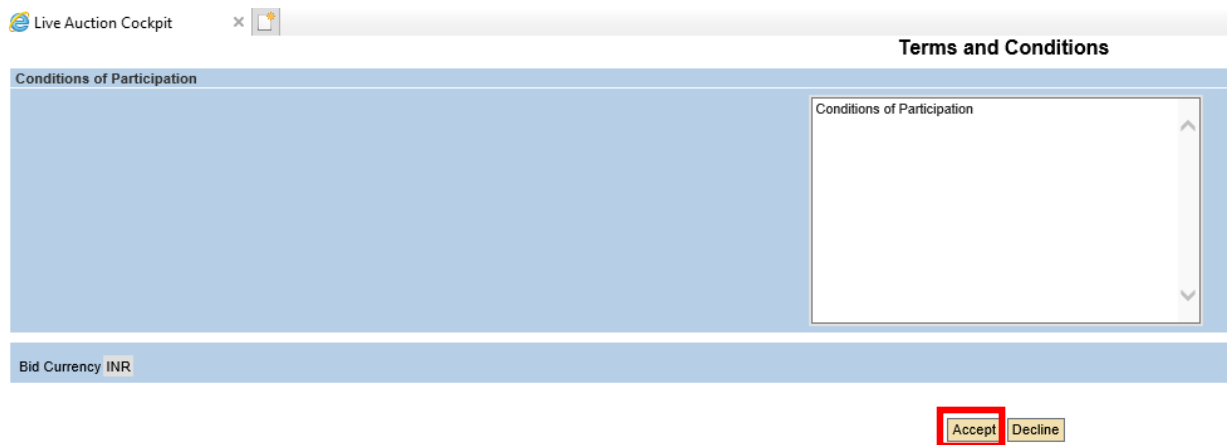 Live Auction Cockpit
Terms and Conditions
Conditions of Participation
Conditions of Participation
Bid Currency INR
Accept Decline